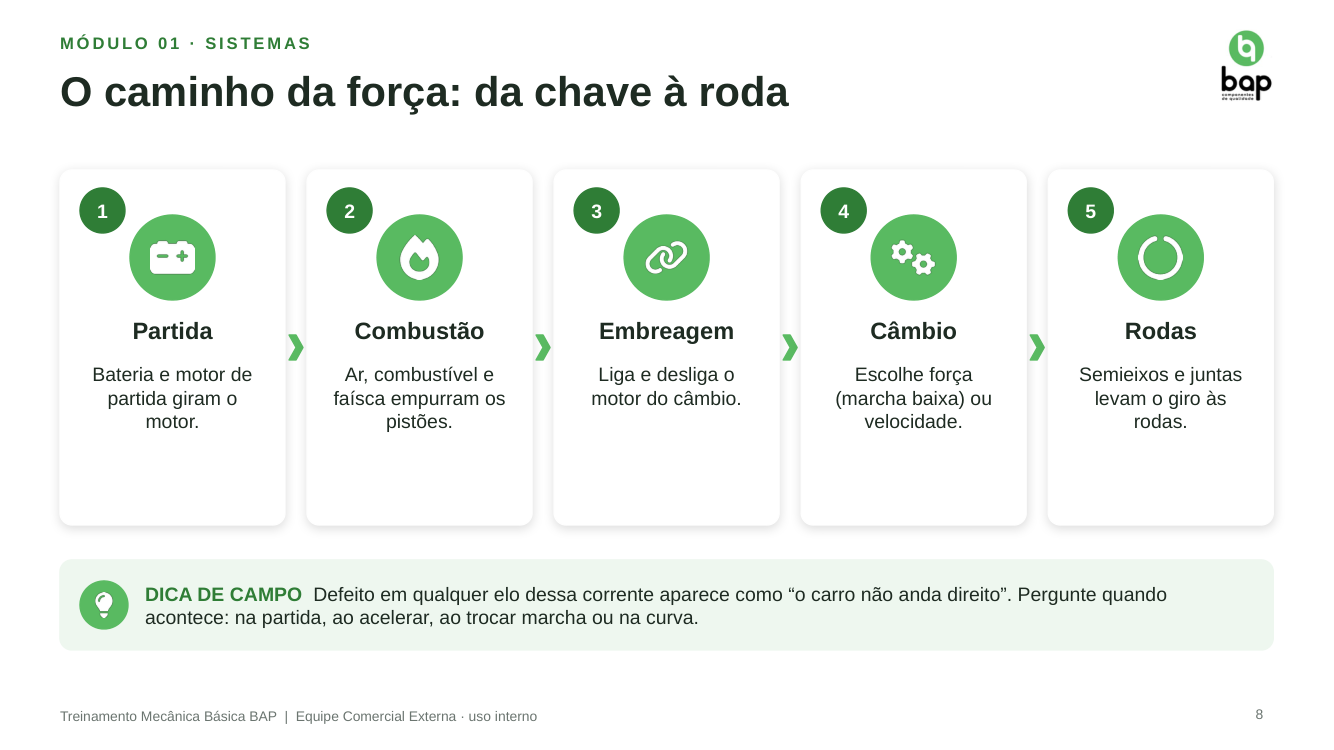 MÓDULO 01 · SISTEMAS
O caminho da força: da chave à roda
bap
componentes
de qualidade
1
Partida
Bateria e motor de
partida giram o
motor.
2
Combustão
Ar, combustível e
faísca empurram os
pistões.
3
Embreagem
Liga e desliga o
motor do câmbio.
4
Câmbio
Escolhe força
(marcha baixa) ou
velocidade.
5
Rodas
Semieixos e juntas
levam o giro às
rodas.
DICA DE CAMPO Defeito em qualquer elo dessa corrente aparece como “o carro não anda direito”. Pergunte quando
acontece: na partida, ao acelerar, ao trocar marcha ou na curva.
Treinamento Mecânica Básica BAP | Equipe Comercial Externa · uso interno
8